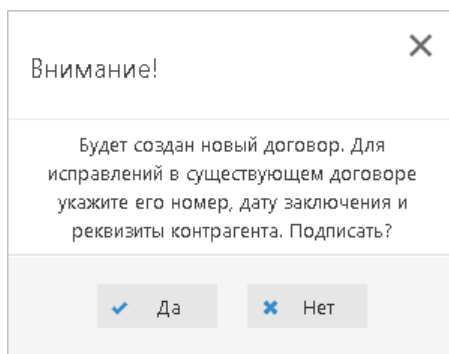 Внимание!
Будет создан новый договор. Для
исправлений в существующем договоре
укажите его номер, дату заключения и
реквизиты контрагента. Подписать?
Да
Нет